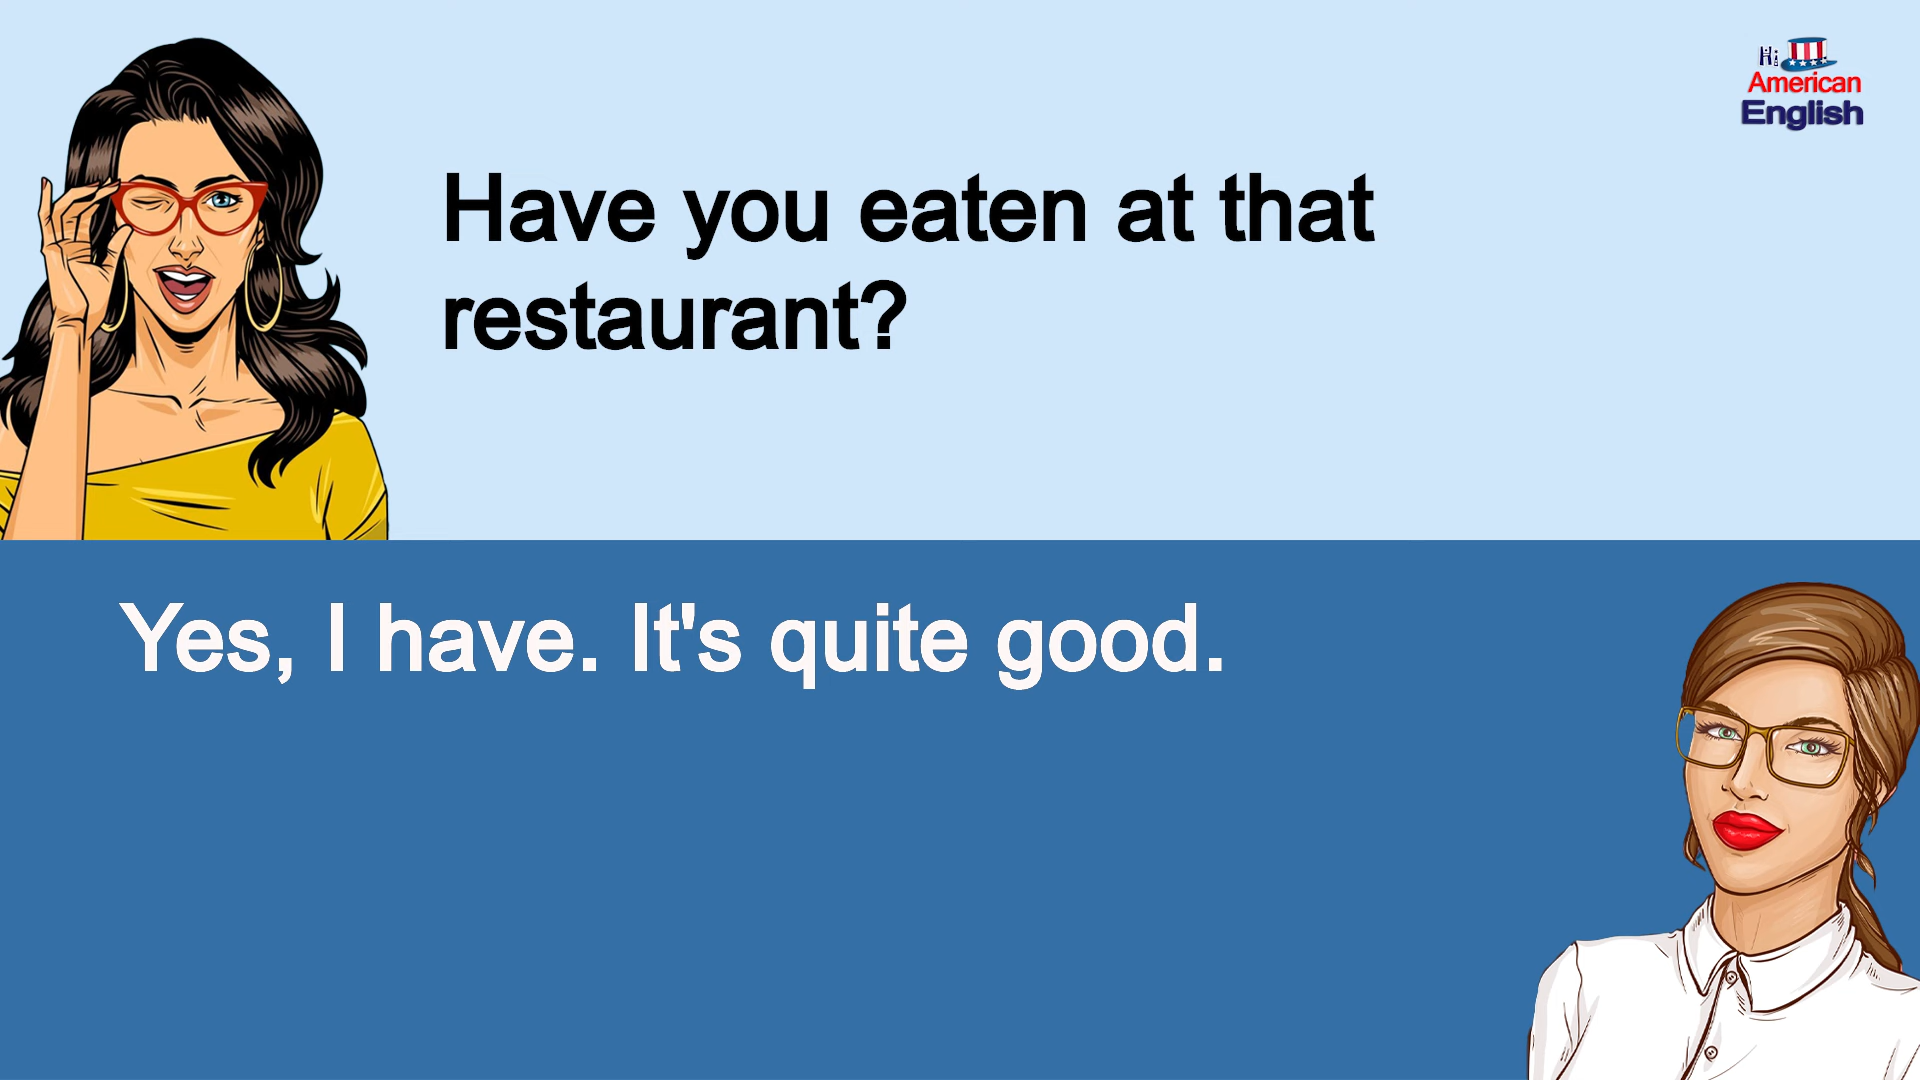 Hi
American
English
Have you eaten at that
restaurant?
Yes, I have. It's quite good.